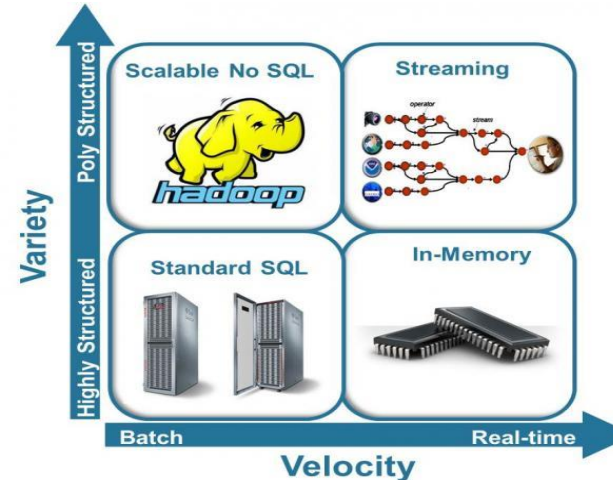 Scalable No SQL
Streaming
operator
stream
hadoop
Poly Structured
Variety
Highly Structured
Standard SQL
In-Memory
Batch
Real-time
Velocity